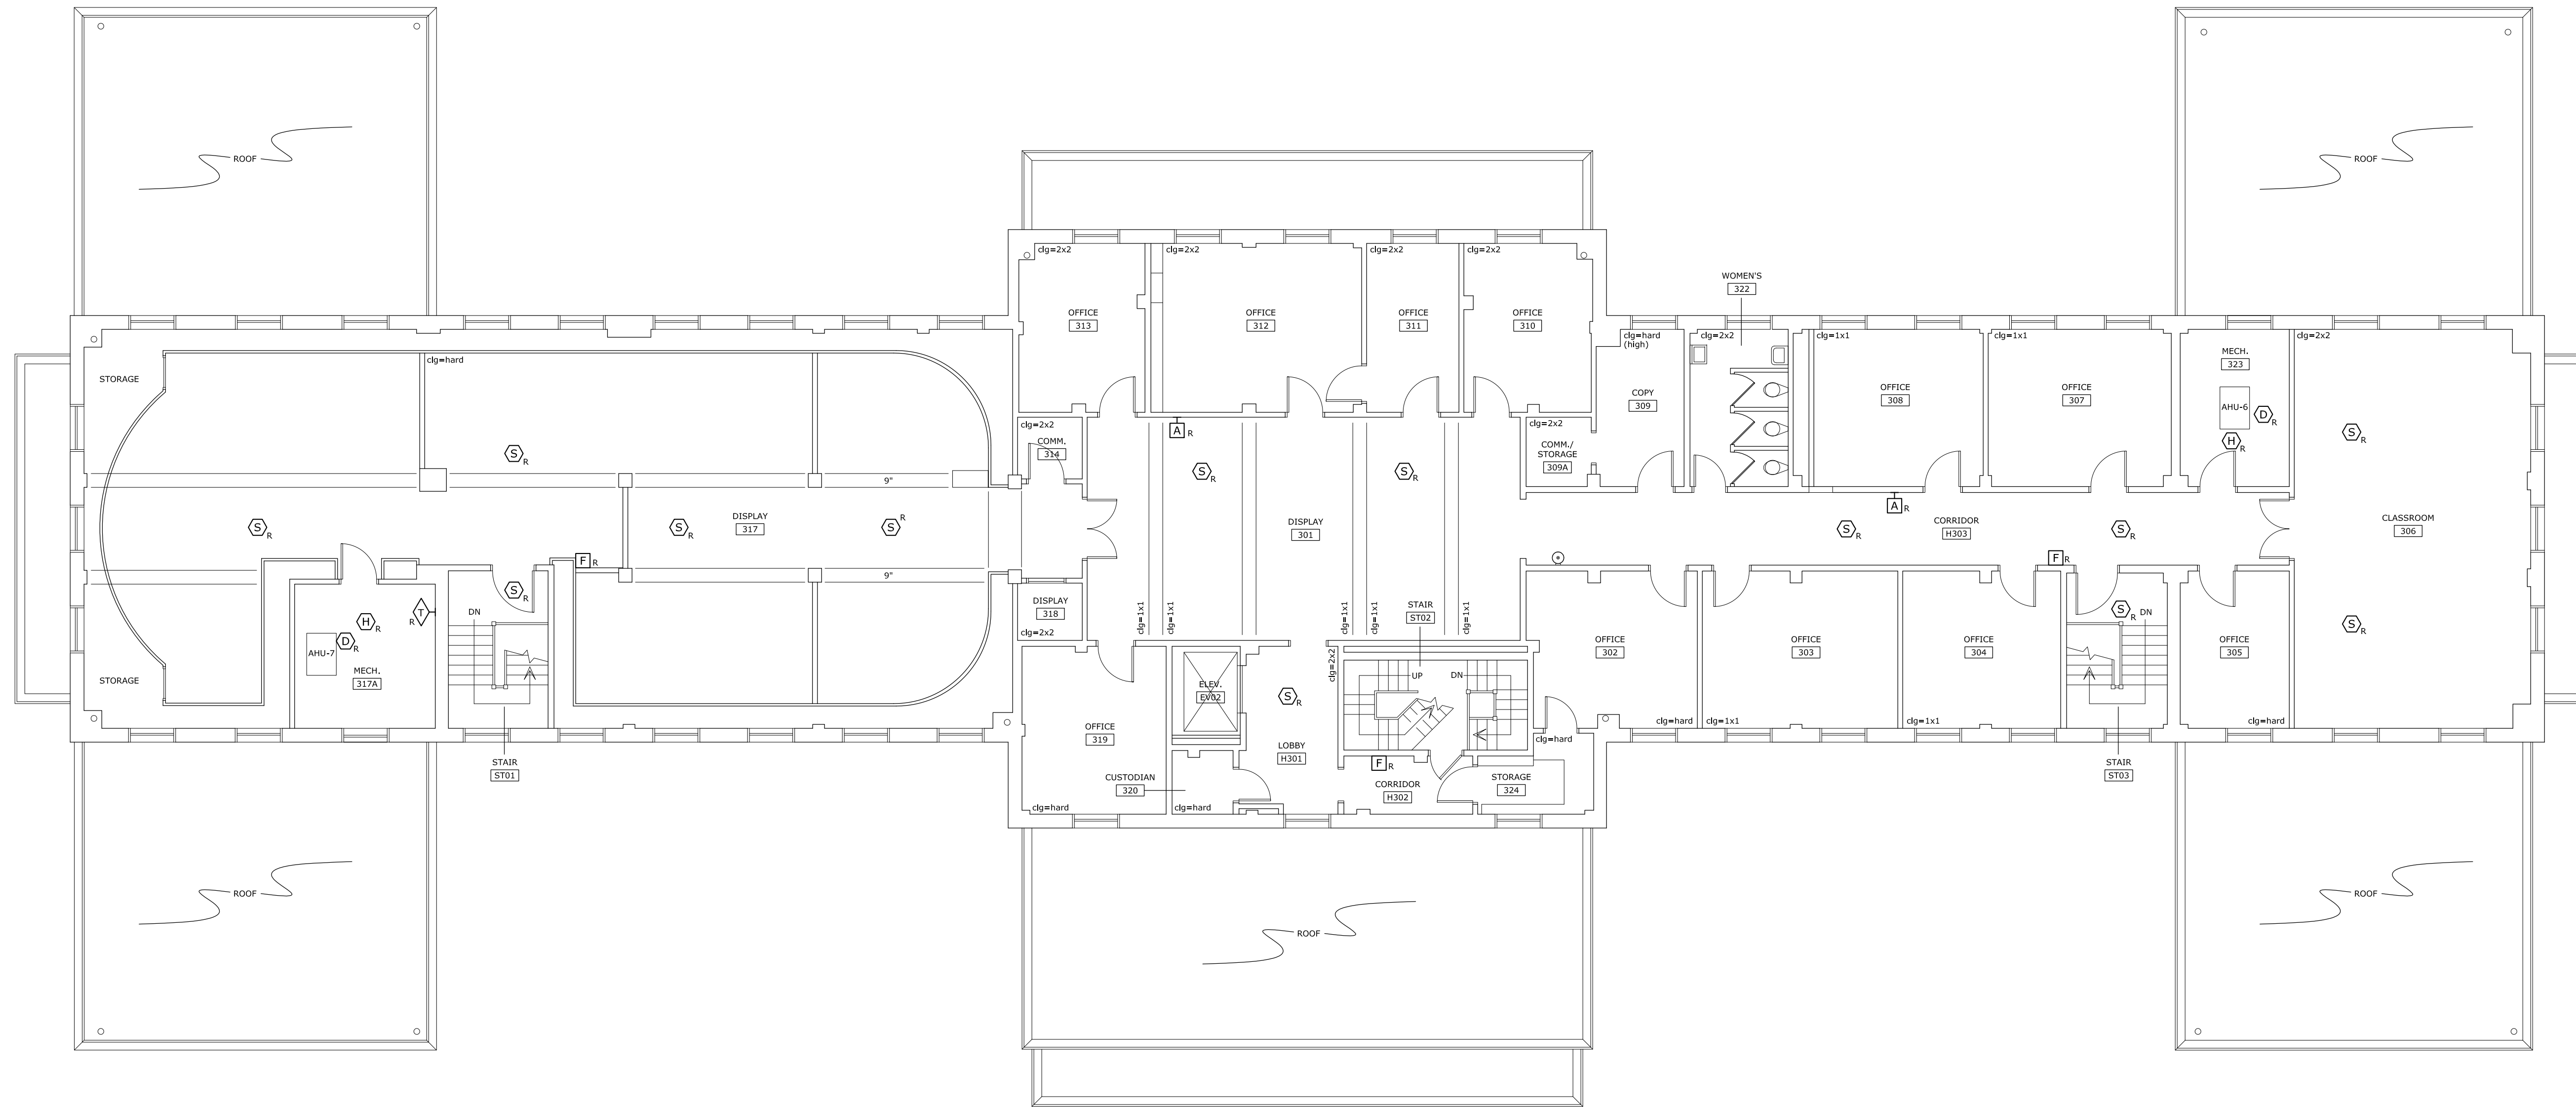 ROOF
ROOF
WOMEN'S
322
clg=2x2
clg=2x2
clg=2x2
clg=2x2
OFFICE
313
OFFICE
312
OFFICE
311
OFFICE
310
clg=hard
(high)
clg=2x2
clg=1x1
clg=1x1
clg=2x2
STORAGE
clg=hard
MECH.
323
COPY
309
OFFICE
308
OFFICE
307
AHU-6
D
R
H
R
clg=2x2
COMM.
314
A
R
clg=2x2
COMM./
STORAGE
309A
S
R
S
R
S
R
S
R
9"
A
R
S
R
S
R
DISPLAY
317
S
R
DISPLAY
301
S
R
CORRIDOR
H303
S
R
CLASSROOM
306
F
R
9"
F
R
S
R
DN
T
R
H
R
D
R
AHU-7
MECH.
317A
DISPLAY
318
clg=2x2
clg=1x1
clg=1x1
clg=1x1
clg=1x1
clg=1x1
STAIR
ST02
S
R
DN
S
R
OFFICE
302
OFFICE
303
OFFICE
304
OFFICE
305
clg=2x2
UP
DN
STORAGE
ELEV.
EV02
S
R
OFFICE
319
clg=hard
clg=1x1
clg=1x1
clg=hard
clg=hard
LOBBY
H301
STAIR
ST01
F
R
STAIR
ST03
CUSTODIAN
320
CORRIDOR
H302
STORAGE
324
clg=hard
clg=hard
ROOF
ROOF
ROOF